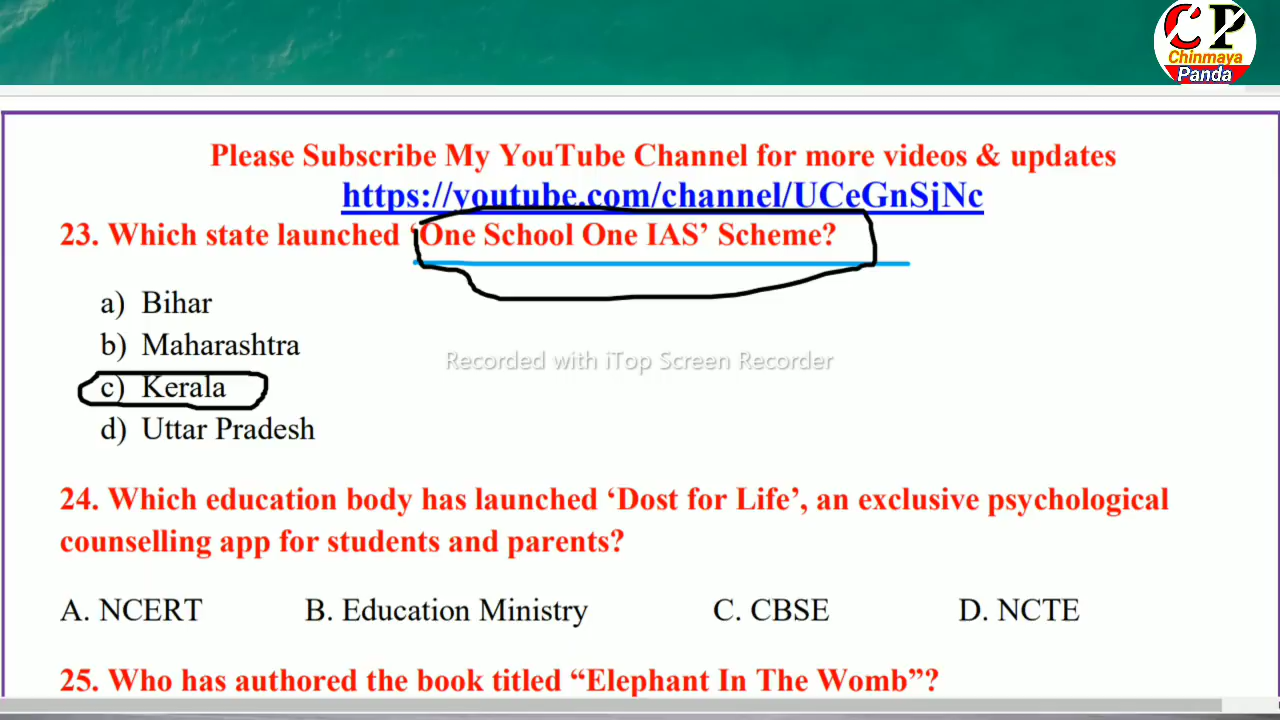 CP
Chinmaya
Panda
Please Subscribe My YouTube Channel for more videos & updates
https://youtube.com/channel/UCeGnSjNc
23. Which state launched ‘One School One IAS’ Scheme?
a) Bihar
b) Maharashtra
Recorded with iTop Screen Recorder
c) Kerala
d) Uttar Pradesh
24. Which education body has launched ‘Dost for Life’, an exclusive psychological
counselling app for students and parents?
A. NCERT B. Education Ministry C. CBSE D. NCTE
25. Who has authored the book titled “Elephant In The Womb”?